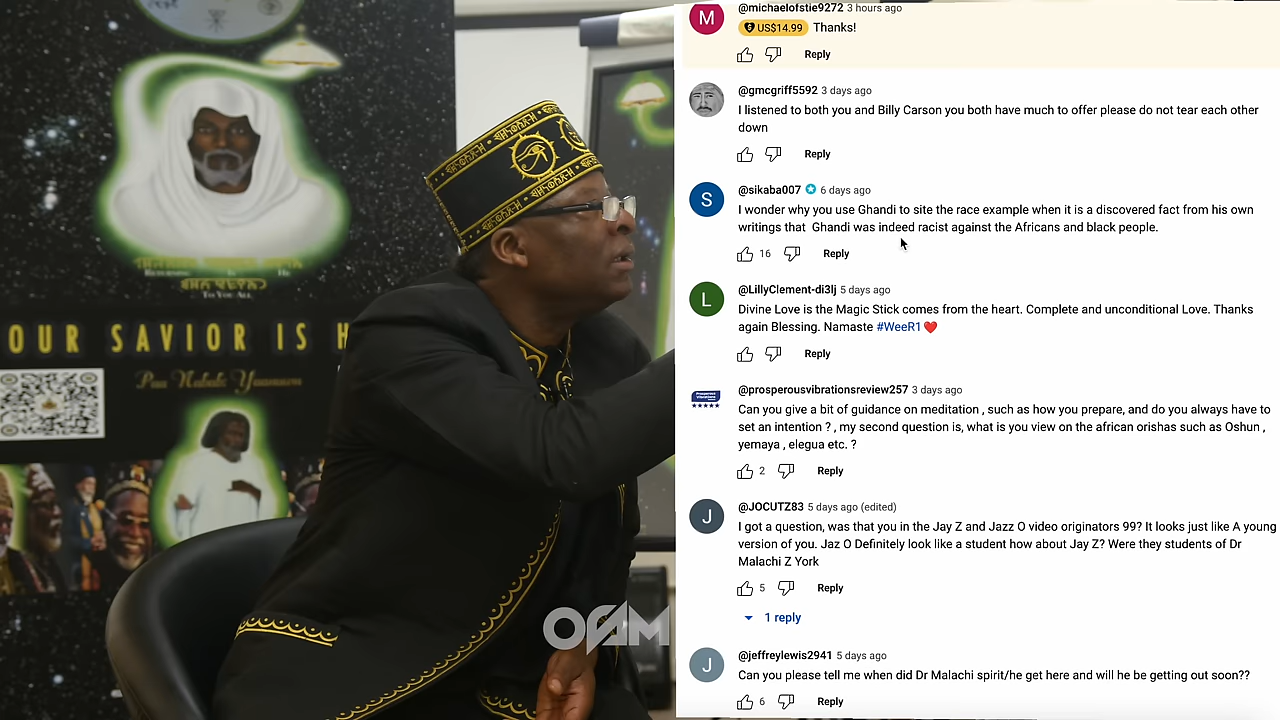 RETURNING IS HE
TO YOU ALL
OUR SAVIOR IS H
Paa Nabab Yaanuwn
OGAM
@michaelofstie9272 3 hours ago
US$14.99 Thanks!
Reply
@gmcgriff5592 3 days ago
I listened to both you and Billy Carson you both have much to offer please do not tear each other
down
Reply
@sikaba007 6 days ago
I wonder why you use Ghandi to site the race example when it is a discovered fact from his own
writings that Ghandi was indeed racist against the Africans and black people.
16 Reply
@LillyClement-di3lj 5 days ago
Divine Love is the Magic Stick comes from the heart. Complete and unconditional Love. Thanks
again Blessing. Namaste #WeeR1❤️
Reply
@prosperousvibrationsreview257 3 days ago
Can you give a bit of guidance on meditation , such as how you prepare, and do you always have to
set an intention ? , my second question is, what is you view on the african orishas such as Oshun ,
yemaya , elegua etc. ?
2 Reply
@JOCUTZ83 5 days ago (edited)
I got a question, was that you in the Jay Z and Jazz O video originators 99? It looks just like A young
version of you. Jaz O Definitely look like a student how about Jay Z? Were they students of Dr
Malachi Z York
5 Reply
1 reply
@jeffreylewis2941 5 days ago
Can you please tell me when did Dr Malachi spirit/he get here and will he be getting out soon??
6 Reply